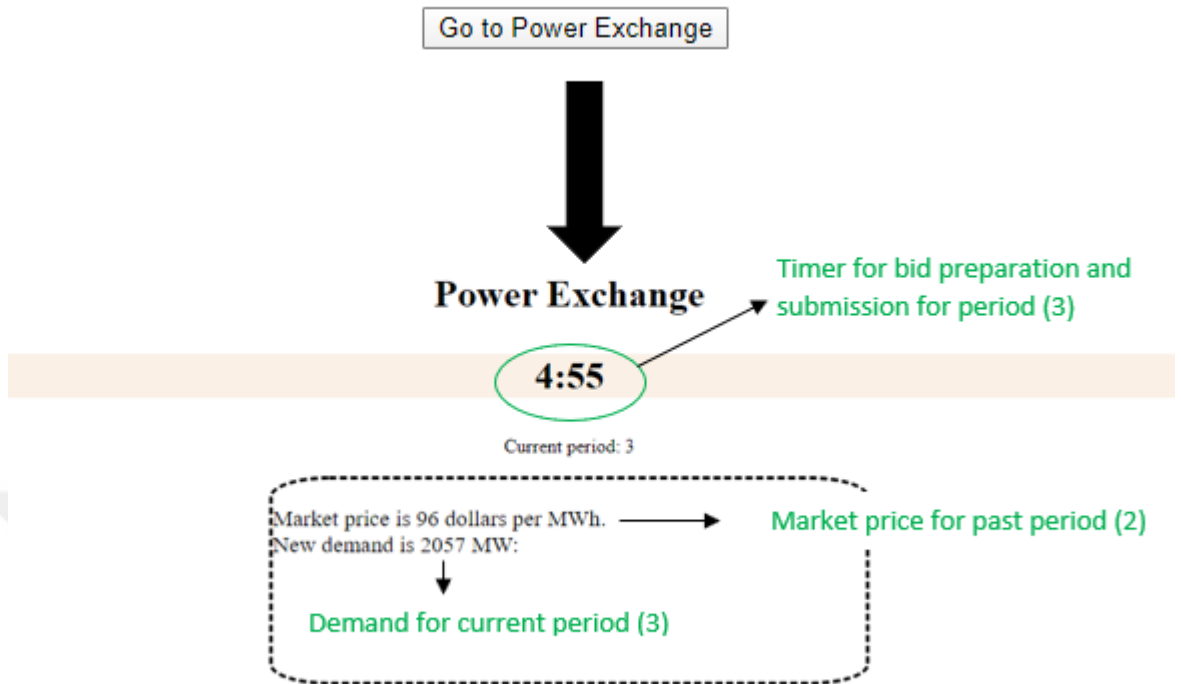 Go to Power Exchange
Timer for bid preparation and
submission for period (3)
Power Exchange
4:55
Current period: 3
Market price is 96 dollars per MWh.
Market price for past period (2)
New demand is 2057 MW:
Demand for current period (3)